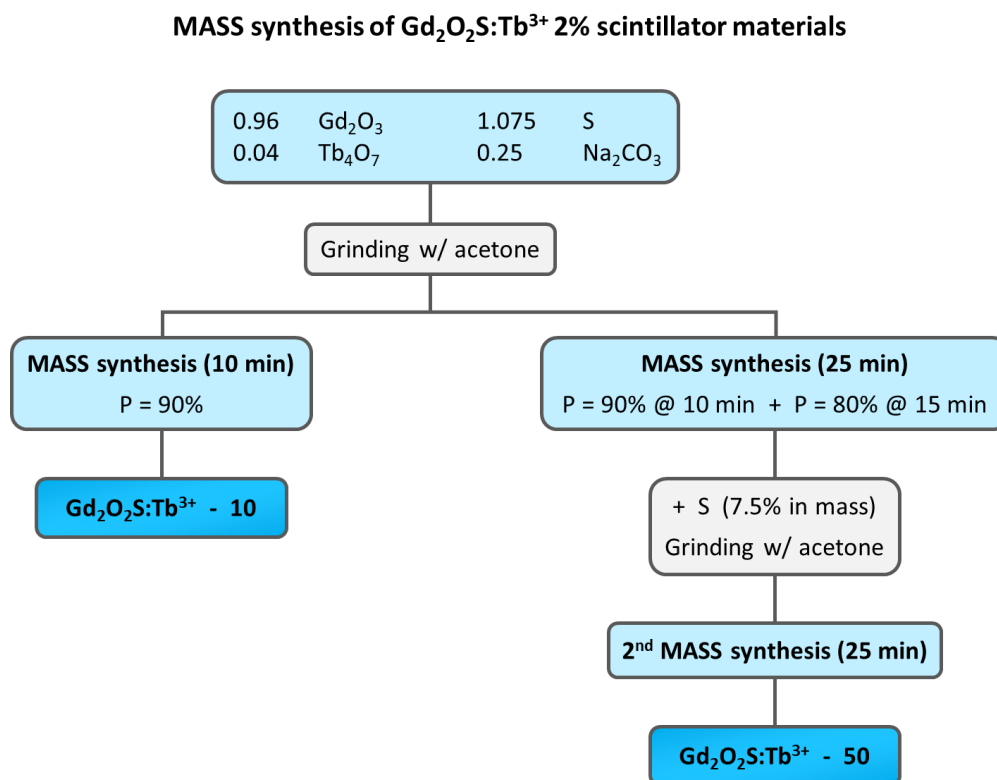 MASS synthesis of Gd₂O₂S:Tb³⁺ 2% scintillator materials
0.96 Gd₂O₃ 1.075 S
0.04 Tb₄O₇ 0.25 Na₂CO₃
Grinding w/ acetone
MASS synthesis (10 min)
P = 90%
Gd₂O₂S:Tb³⁺ - 10
MASS synthesis (25 min)
P = 90% @ 10 min + P = 80% @ 15 min
+ S (7.5% in mass)
Grinding w/ acetone
2ⁿᵈ MASS synthesis (25 min)
Gd₂O₂S:Tb³⁺ - 50